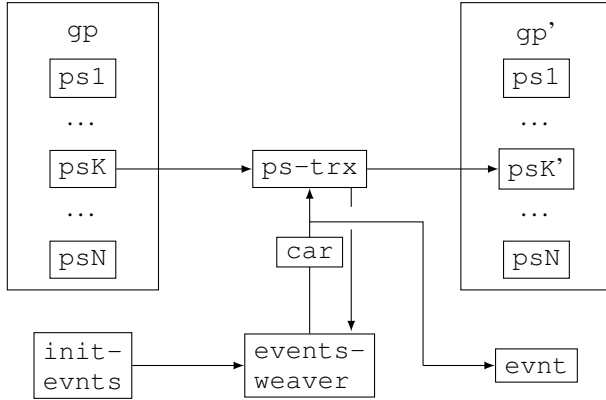 gp
gp'
ps1
ps1
...
...
psK
ps-trx
psK'
...
...
car
psN
psN
init-
evnts
events-
weaver
evnt